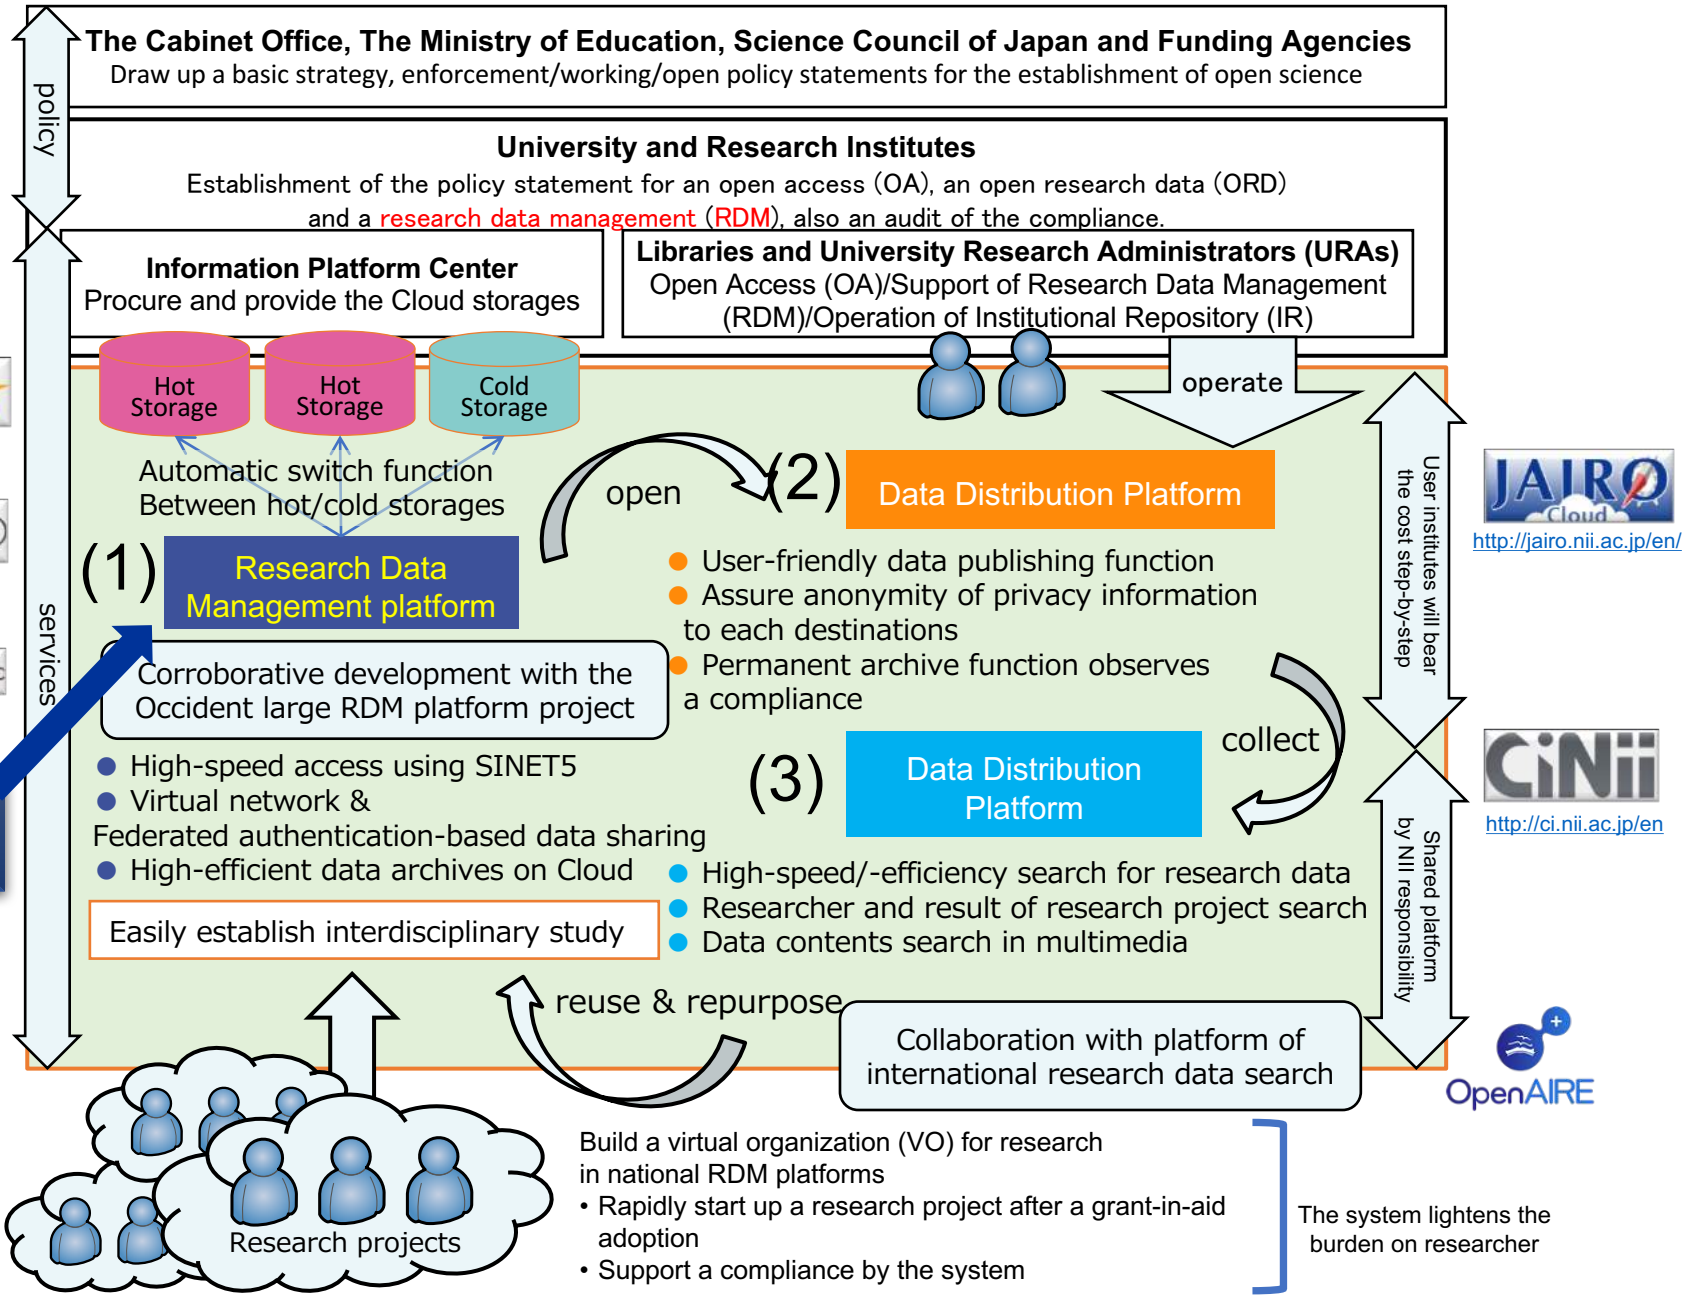 The Cabinet Office, The Ministry of Education, Science Council of Japan and Funding Agencies
Draw up a basic strategy, enforcement/working/open policy statements for the establishment of open science
policy
University and Research Institutes
Establishment of the policy statement for an open access (OA), an open research data (ORD)
and a research data management (RDM), also an audit of the compliance.
Information Platform Center
Procure and provide the Cloud storages
Libraries and University Research Administrators (URAs)
Open Access (OA)/Support of Research Data Management
(RDM)/Operation of Institutional Repository (IR)
services
Hot
Storage
Hot
Storage
Cold
Storage
operate
Automatic switch function
Between hot/cold storages
open
(1)
Research Data
Management platform
(2)
Data Distribution Platform
User-friendly data publishing function
Assure anonymity of privacy information
to each destinations
Permanent archive function observes
a compliance
Corroborative development with the
Occident large RDM platform project
High-speed access using SINET5
Virtual network &
Federated authentication-based data sharing
High-efficient data archives on Cloud
Easily establish interdisciplinary study
collect
(3)
Data Distribution
Platform
High-speed/-efficiency search for research data
Researcher and result of research project search
Data contents search in multimedia
reuse & repurpose
Collaboration with platform of
international research data search
User institutes will bear
the cost step-by-step
Shared platform
by NII responsibility
JAIRO
Cloud
http://jairo.nii.ac.jp/en/
CiNii
http://ci.nii.ac.jp/en
OpenAIRE
Research projects
Build a virtual organization (VO) for research
in national RDM platforms
• Rapidly start up a research project after a grant-in-aid
adoption
• Support a compliance by the system
The system lightens the
burden on researcher